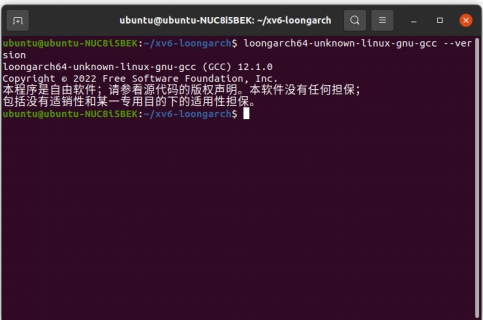 ubuntu@ubuntu-NUC8i5BEK: ~/xv6-loongarch
ubuntu@ubuntu-NUC8i5BEK:~/xv6-loongarch$ loongarch64-unknown-linux-gnu-gcc --ver
sion
loongarch64-unknown-linux-gnu-gcc (GCC) 12.1.0
Copyright © 2022 Free Software Foundation, Inc.
本程序是自由软件；请参看源代码的版权声明。本软件没有任何担保；
包括没有适销性和某一专用目的下的适用性担保。
ubuntu@ubuntu-NUC8i5BEK:~/xv6-loongarch$